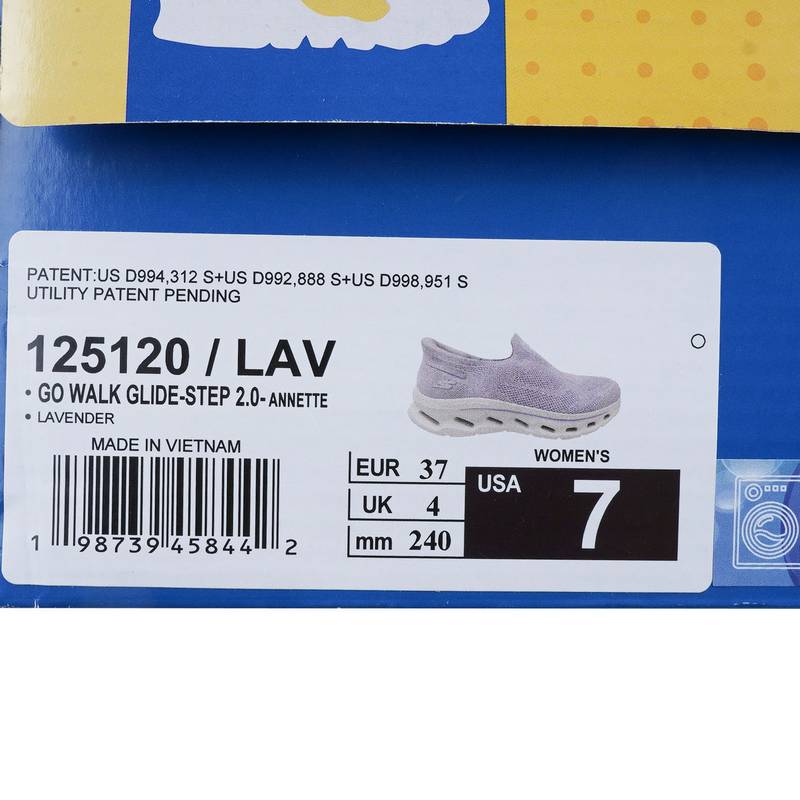 PATENT:US D994,312 S+US D992,888 S+US D998,951 S
UTILITY PATENT PENDING
125120 / LAV
• GO WALK GLIDE-STEP 2.0- ANNETTE
• LAVENDER
MADE IN VIETNAM
1 98739 45844 2
EUR 37
UK 4
mm 240
WOMEN'S
USA 7